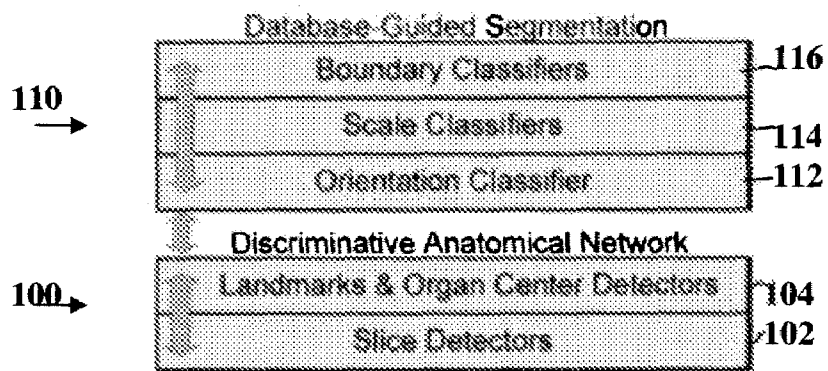 Database-Guided Segmentation
Boundary Classifiers
116
110
Scale Classifiers
114
Orientation Classifier
112
Discriminative Anatomical Network
100
Landmarks & Organ Center Detectors
104
Slice Detectors
102